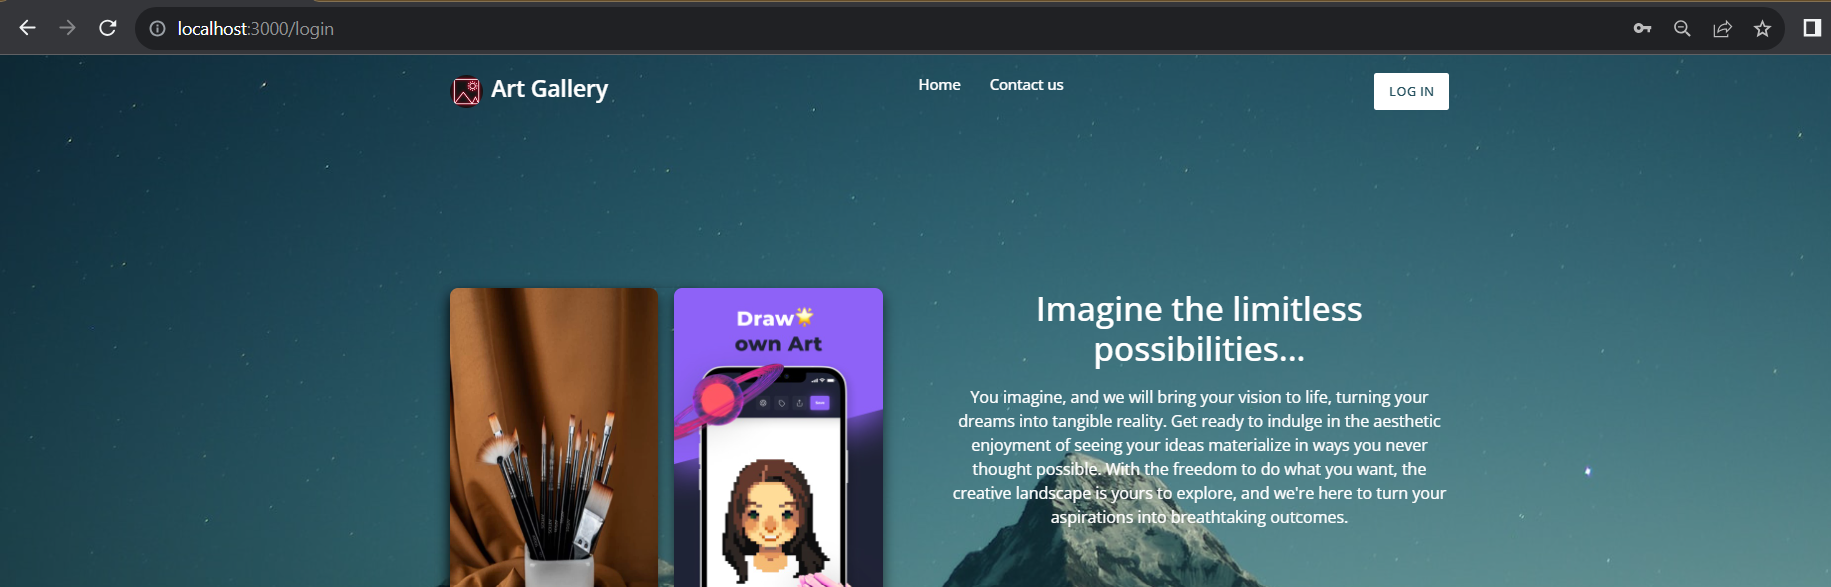 localhost:3000/login
Art Gallery
Home
Contact us
LOG IN
Draw🌟
own Art
Imagine the limitless
possibilities...
You imagine, and we will bring your vision to life, turning your
dreams into tangible reality. Get ready to indulge in the aesthetic
enjoyment of seeing your ideas materialize in ways you never
thought possible. With the freedom to do what you want, the
creative landscape is yours to explore, and we're here to turn your
aspirations into breathtaking outcomes.